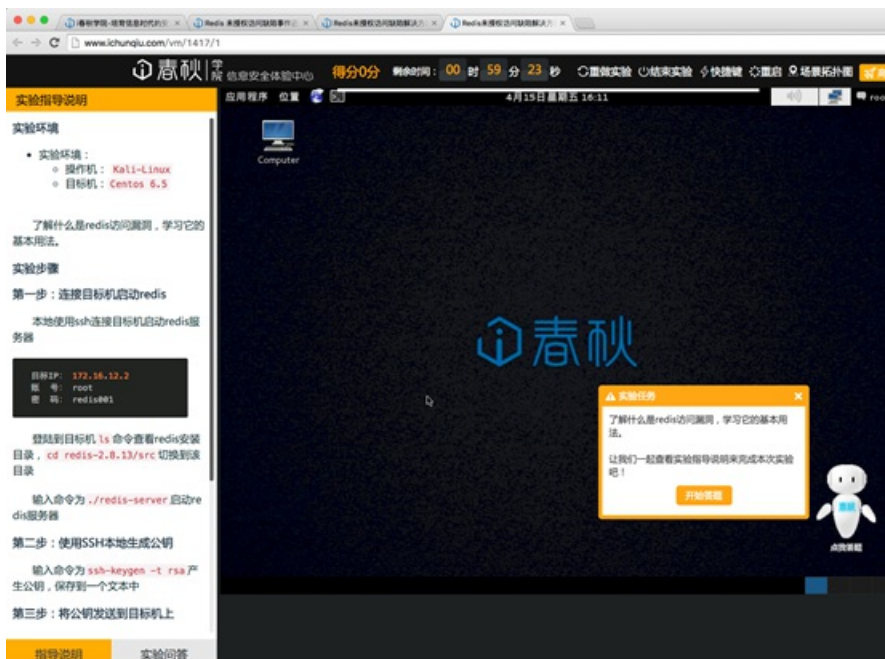 i春秋学院-培育信息时代的安
Redis 未授权访问缺陷事件之
Redis未授权访问缺陷解决方
Redis未授权访问缺陷解决方
www.ichunqiu.com/vm/1417/1
春秋 学院 信息安全体验中心
得分0分 剩余时间: 00 时 59 分 23 秒 重做实验 结束实验 快捷键 重启 场景拓扑图
实验指导说明
应用程序 位置 4月15日星期五 16:11
Computer
实验环境
实验环境:
操作机: Kali-Linux
目标机: Centos 6.5
了解什么是redis访问漏洞,学习它的
基本用法。
实验步骤
第一步:连接目标机启动redis
本地使用ssh连接目标机启动redis服
务器
目标IP: 172.16.12.2
账 号: root
密 码: redis001
登陆到目标机 ls 命令查看redis安装
目录, cd redis-2.8.13/src 切换到该
目录
输入命令为 ./redis-server 启动re
dis服务器
第二步:使用SSH本地生成公钥
输入命令为 ssh-keygen -t rsa 产
生公钥,保存到一个文本中
第三步:将公钥发送到目标机上
指导说明 实验问答
春秋
实验任务
了解什么是redis访问漏洞,学习它的基本用
法。
让我们一起查看实验指导说明来完成本次实验
吧!
开始答题
点我答题